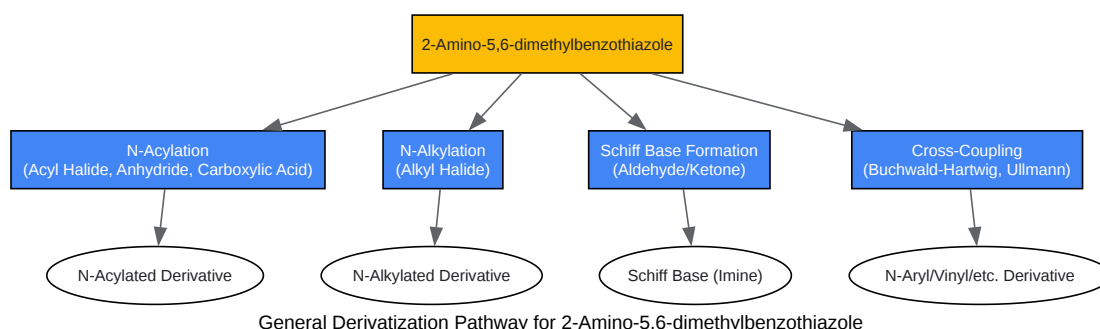 2-Amino-5,6-dimethylbenzothiazole
N-Acylation
(Acyl Halide, Anhydride, Carboxylic Acid)
N-Alkylation
(Alkyl Halide)
Schiff Base Formation
(Aldehyde/Ketone)
Cross-Coupling
(Buchwald-Hartwig, Ullmann)
N-Acylated Derivative
N-Alkylated Derivative
Schiff Base (Imine)
N-Aryl/Vinyl/etc. Derivative
General Derivatization Pathway for 2-Amino-5,6-dimethylbenzothiazole